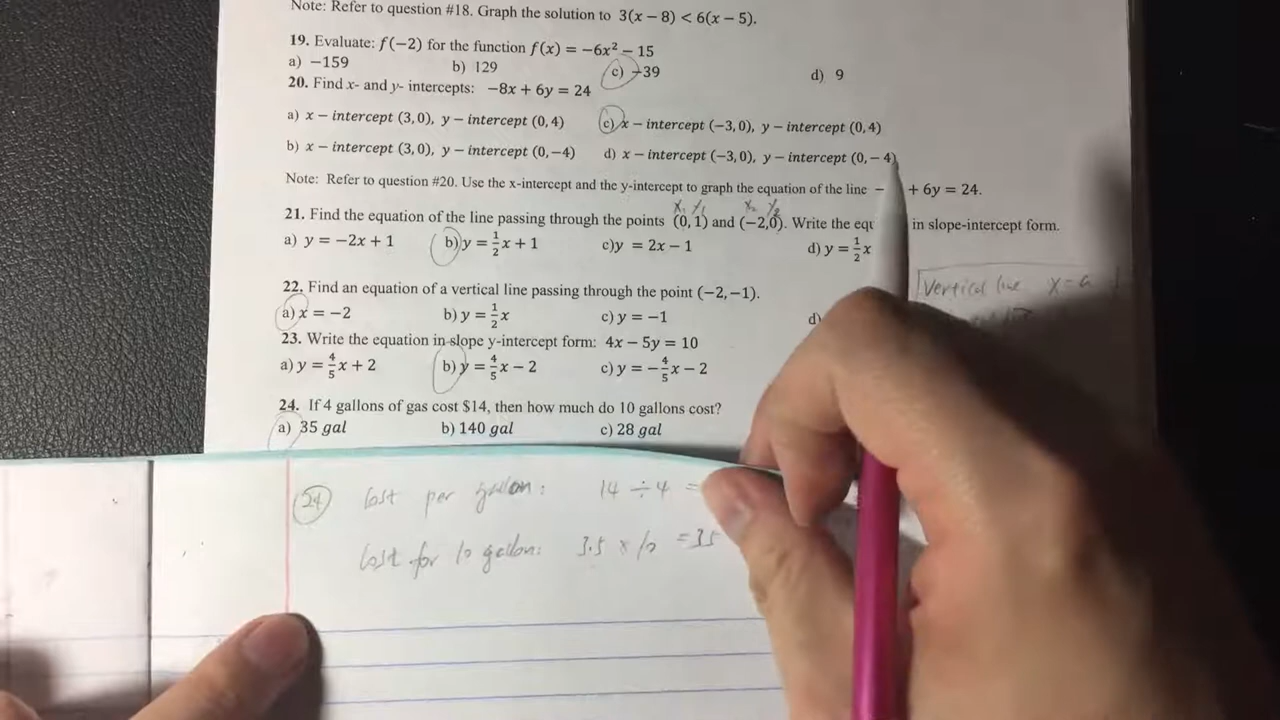 Note: Refer to question #18. Graph the solution to 3(x − 8) < 6(x − 5).
19. Evaluate: f(−2) for the function f(x) = −6x² − 15
a) −159 b) 129 c) −39 d) 9
20. Find x- and y- intercepts: −8x + 6y = 24
a) x − intercept (3, 0), y − intercept (0, 4) c) x − intercept (−3, 0), y − intercept (0, 4)
b) x − intercept (3, 0), y − intercept (0, −4) d) x − intercept (−3, 0), y − intercept (0, − 4)
Note: Refer to question #20. Use the x-intercept and the y-intercept to graph the equation of the line − + 6y = 24.
x₁ y₁ x₂ y₂
21. Find the equation of the line passing through the points (0, 1) and (−2,0). Write the in slope-intercept form.
a) y = −2x + 1 b) y = 1/2 x + 1 c)y = 2x − 1 d) y = 1/2 x
Vertical line x = a
22. Find an equation of a vertical line passing through the point (−2, −1).
a) x = −2 b) y = 1/2 x c) y = −1 d)
23. Write the equation in slope y-intercept form: 4x − 5y = 10
a) y = 4/5 x + 2 b) y = 4/5 x − 2 c) y = − 4/5 x − 2
24. If 4 gallons of gas cost $14, then how much do 10 gallons cost?
a) 35 gal b) 140 gal c) 28 gal
24 Cost per gallon: 14 ÷ 4 =
Cost for 10 gallon: 3.5 × 10 = 35